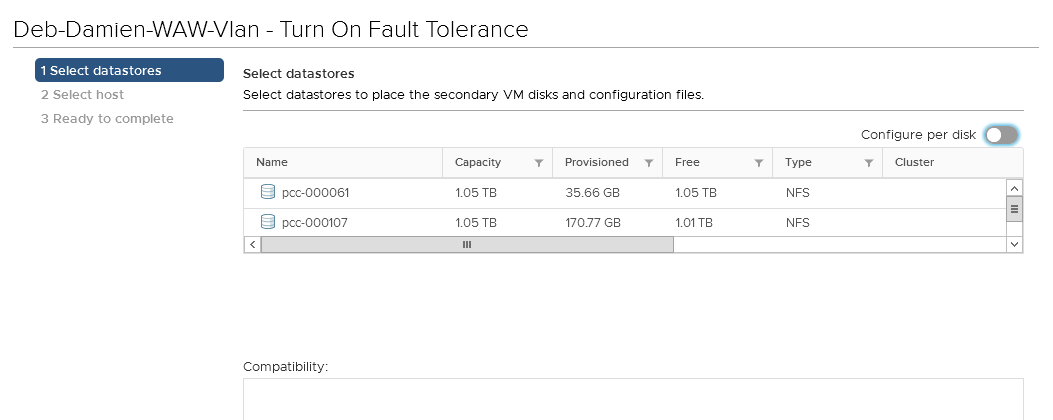 Deb-Damien-WAW-Vlan - Turn On Fault Tolerance
1 Select datastores
2 Select host
3 Ready to complete
Select datastores
Select datastores to place the secondary VM disks and configuration files.
Configure per disk
Name Capacity Provisioned Free Type Cluster
pcc-000061 1.05 TB 35.66 GB 1.05 TB NFS
pcc-000107 1.05 TB 170.77 GB 1.01 TB NFS
Compatibility: